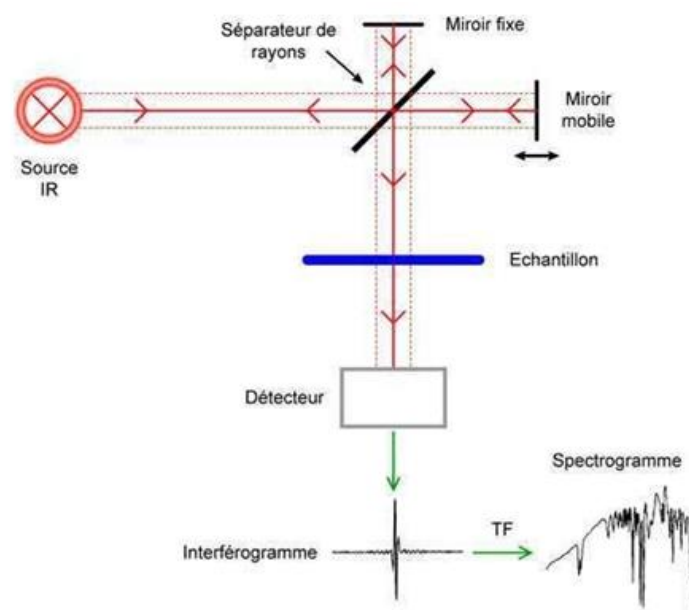 Miroir fixe
Séparateur de
rayons
Miroir
mobile
Source
IR
Echantillon
Détecteur
Spectrogramme
TF
Interférogramme